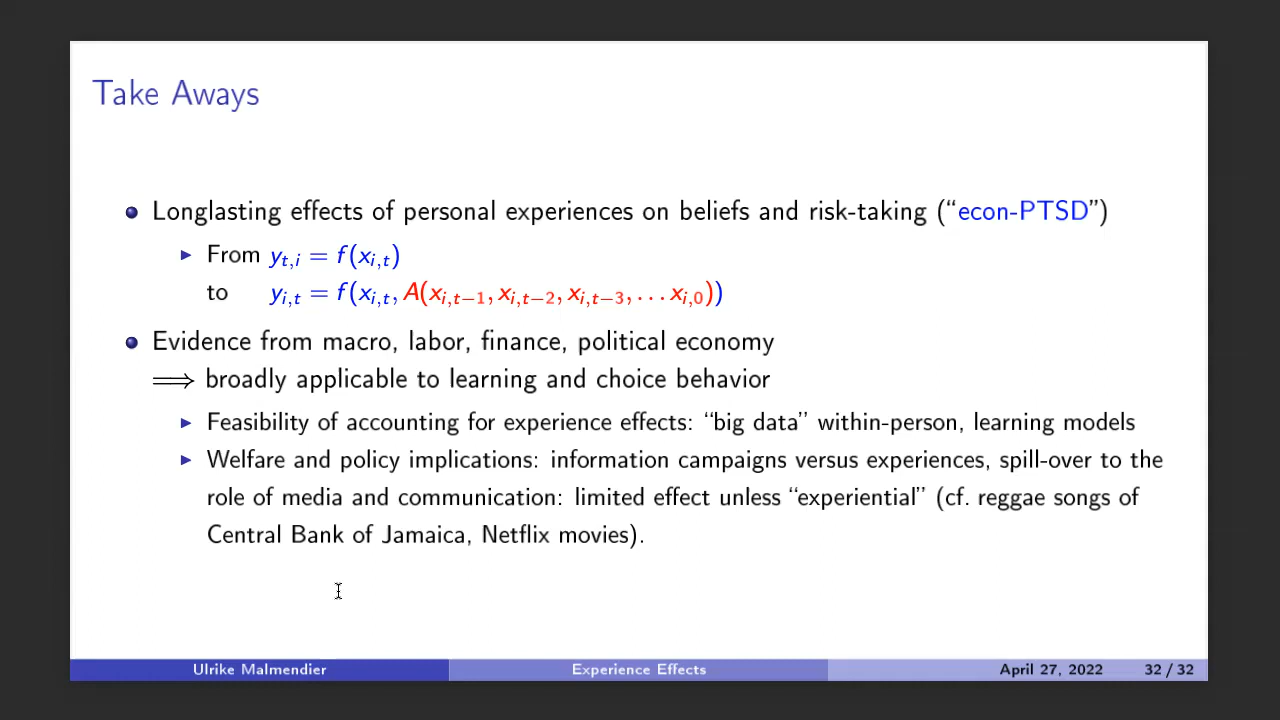 Take Aways
Longlasting effects of personal experiences on beliefs and risk-taking (“econ-PTSD”)
From y_{t,i} = f(x_{i,t})
to y_{i,t} = f(x_{i,t}, A(x_{i,t−1}, x_{i,t−2}, x_{i,t−3}, . . . x_{i,0}))
Evidence from macro, labor, finance, political economy
⟹ broadly applicable to learning and choice behavior
Feasibility of accounting for experience effects: “big data” within-person, learning models
Welfare and policy implications: information campaigns versus experiences, spill-over to the
role of media and communication: limited effect unless “experiential” (cf. reggae songs of
Central Bank of Jamaica, Netflix movies).
Ulrike Malmendier Experience Effects April 27, 2022 32 / 32